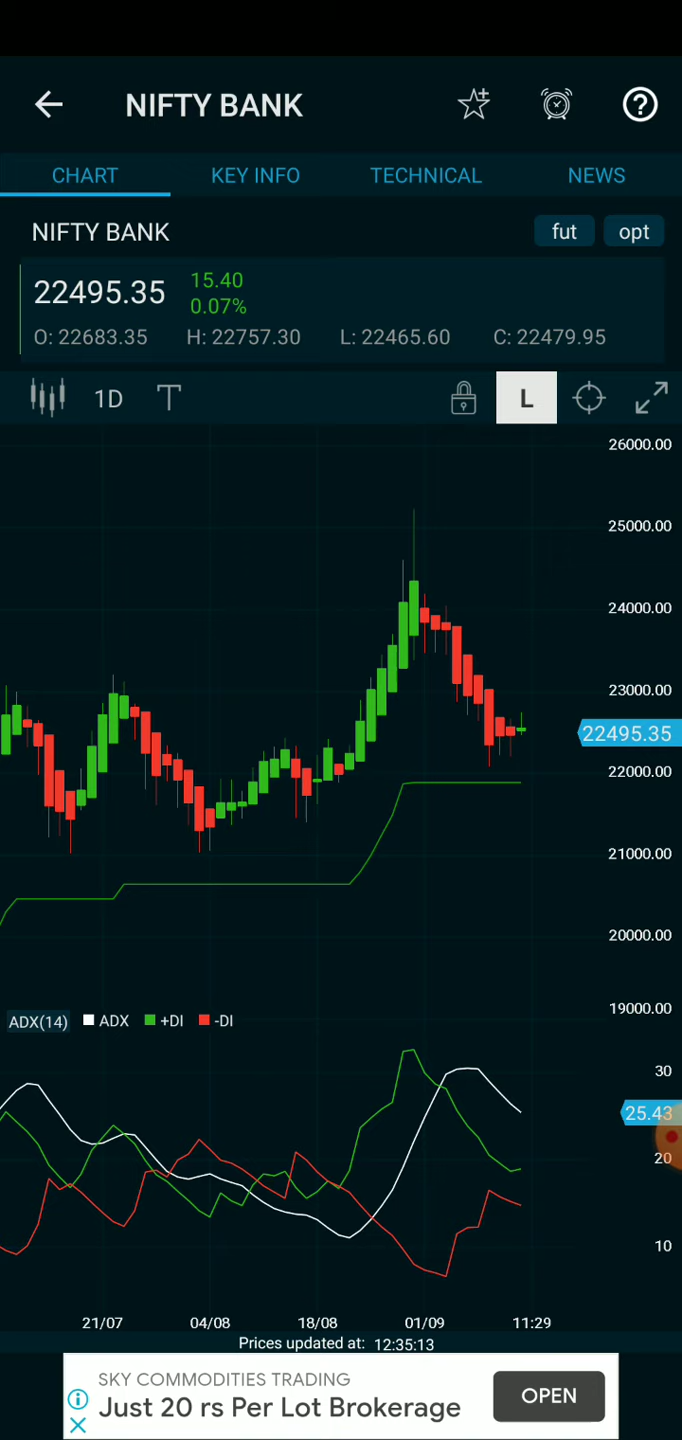 NIFTY BANK
CHART KEY INFO TECHNICAL NEWS
NIFTY BANK fut opt
22495.35 15.40
0.07%
O: 22683.35 H: 22757.30 L: 22465.60 C: 22479.95
1D T L
26000.00
25000.00
24000.00
23000.00
22495.35
22000.00
21000.00
20000.00
19000.00
ADX(14) ADX +DI -DI
30
25.43
20
10
21/07 04/08 18/08 01/09 11:29
Prices updated at: 12:35:13
SKY COMMODITIES TRADING
Just 20 rs Per Lot Brokerage
OPEN